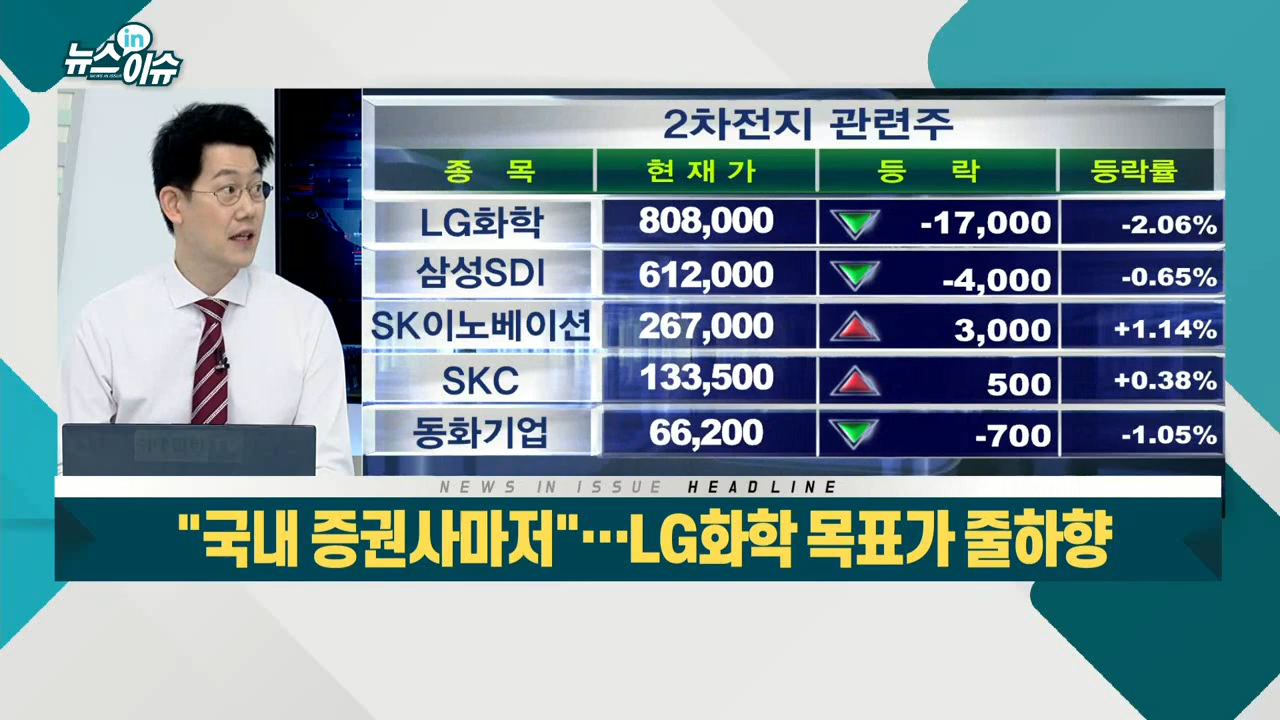 뉴스in이슈
NEWS IN ISSUE
2차전지 관련주
종 목 현재가 등 락 등락률
LG화학 808,000 ▼ -17,000 -2.06%
삼성SDI 612,000 ▼ -4,000 -0.65%
SK이노베이션 267,000 ▲ 3,000 +1.14%
SKC 133,500 ▲ 500 +0.38%
동화기업 66,200 ▼ -700 -1.05%
NEWS IN ISSUE HEADLINE
"국내 증권사마저"…LG화학 목표가 줄하향